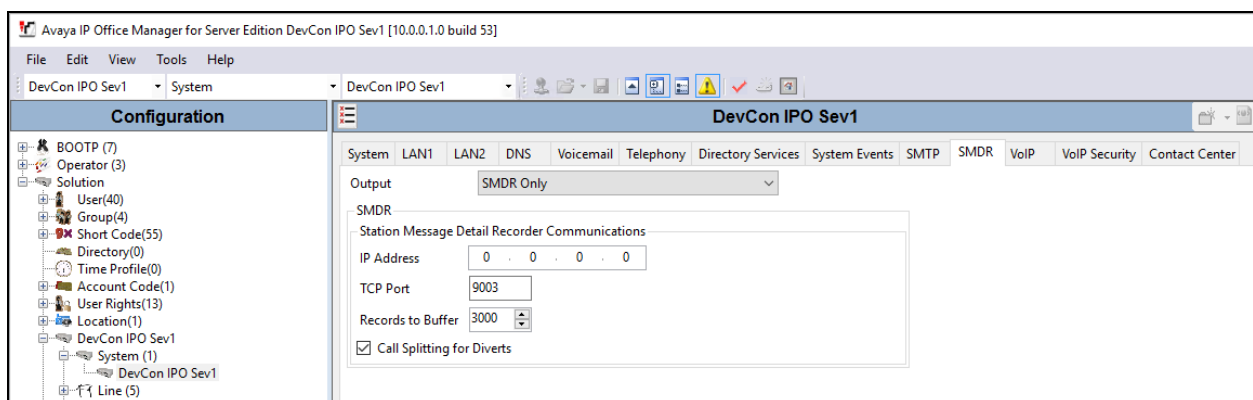 Avaya IP Office Manager for Server Edition DevCon IPO Sev1 [10.0.0.1.0 build 53]
File Edit View Tools Help
DevCon IPO Sev1 System DevCon IPO Sev1
Configuration
DevCon IPO Sev1
BOOTP (7)
Operator (3)
Solution
User(40)
Group(4)
Short Code(55)
Directory(0)
Time Profile(0)
Account Code(1)
User Rights(13)
Location(1)
DevCon IPO Sev1
System (1)
DevCon IPO Sev1
Line (5)
System LAN1 LAN2 DNS Voicemail Telephony Directory Services System Events SMTP SMDR VoIP VoIP Security Contact Center
Output SMDR Only
SMDR
Station Message Detail Recorder Communications
IP Address 0 . 0 . 0 . 0
TCP Port 9003
Records to Buffer 3000
Call Splitting for Diverts